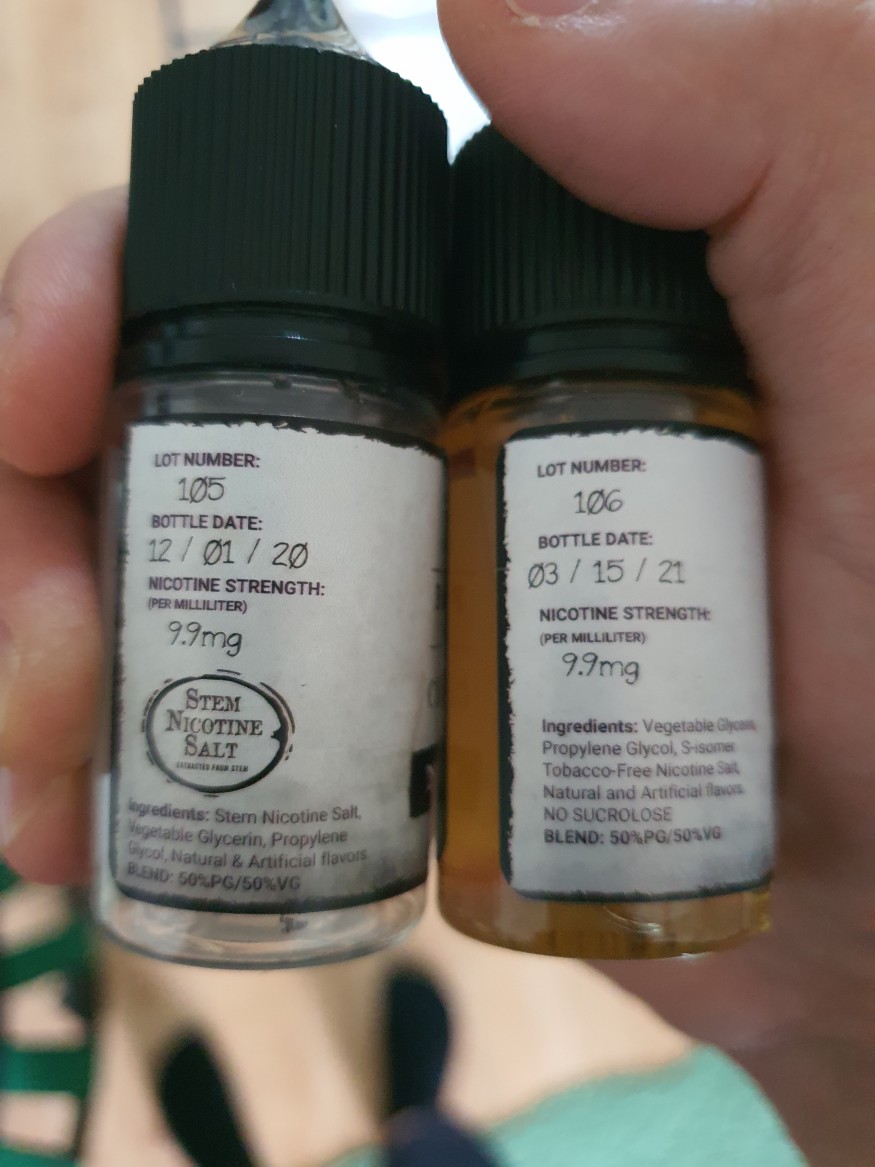 LOT NUMBER:
105
BOTTLE DATE:
12 / 01 / 20
NICOTINE STRENGTH:
(PER MILLILITER)
9.9mg
STEM
NICOTINE
SALT
EXTRACTED FROM STEM
Ingredients: Stem Nicotine Salt,
Vegetable Glycerin, Propylene
Glycol, Natural & Artificial flavors
BLEND: 50%PG/50%VG
LOT NUMBER:
106
BOTTLE DATE:
03 / 15 / 21
NICOTINE STRENGTH:
(PER MILLILITER)
9.9mg
Ingredients: Vegetable Glycerin,
Propylene Glycol, S-isomer
Tobacco-Free Nicotine Salt,
Natural and Artificial flavors
NO SUCROLOSE
BLEND: 50%PG/50%VG